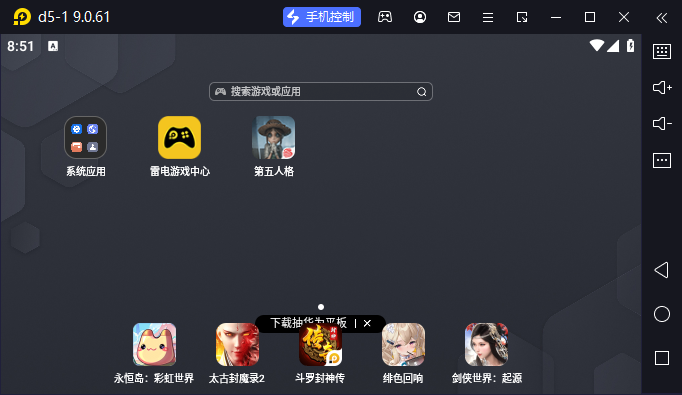 d5-1 9.0.61
手机控制
8:51
A
搜索游戏或应用
系统应用
雷电游戏中心
第五人格
下载抽华为平板 | ×
永恒岛：彩虹世界
太古封魔录2
斗罗封神传
绯色回响
剑侠世界：起源